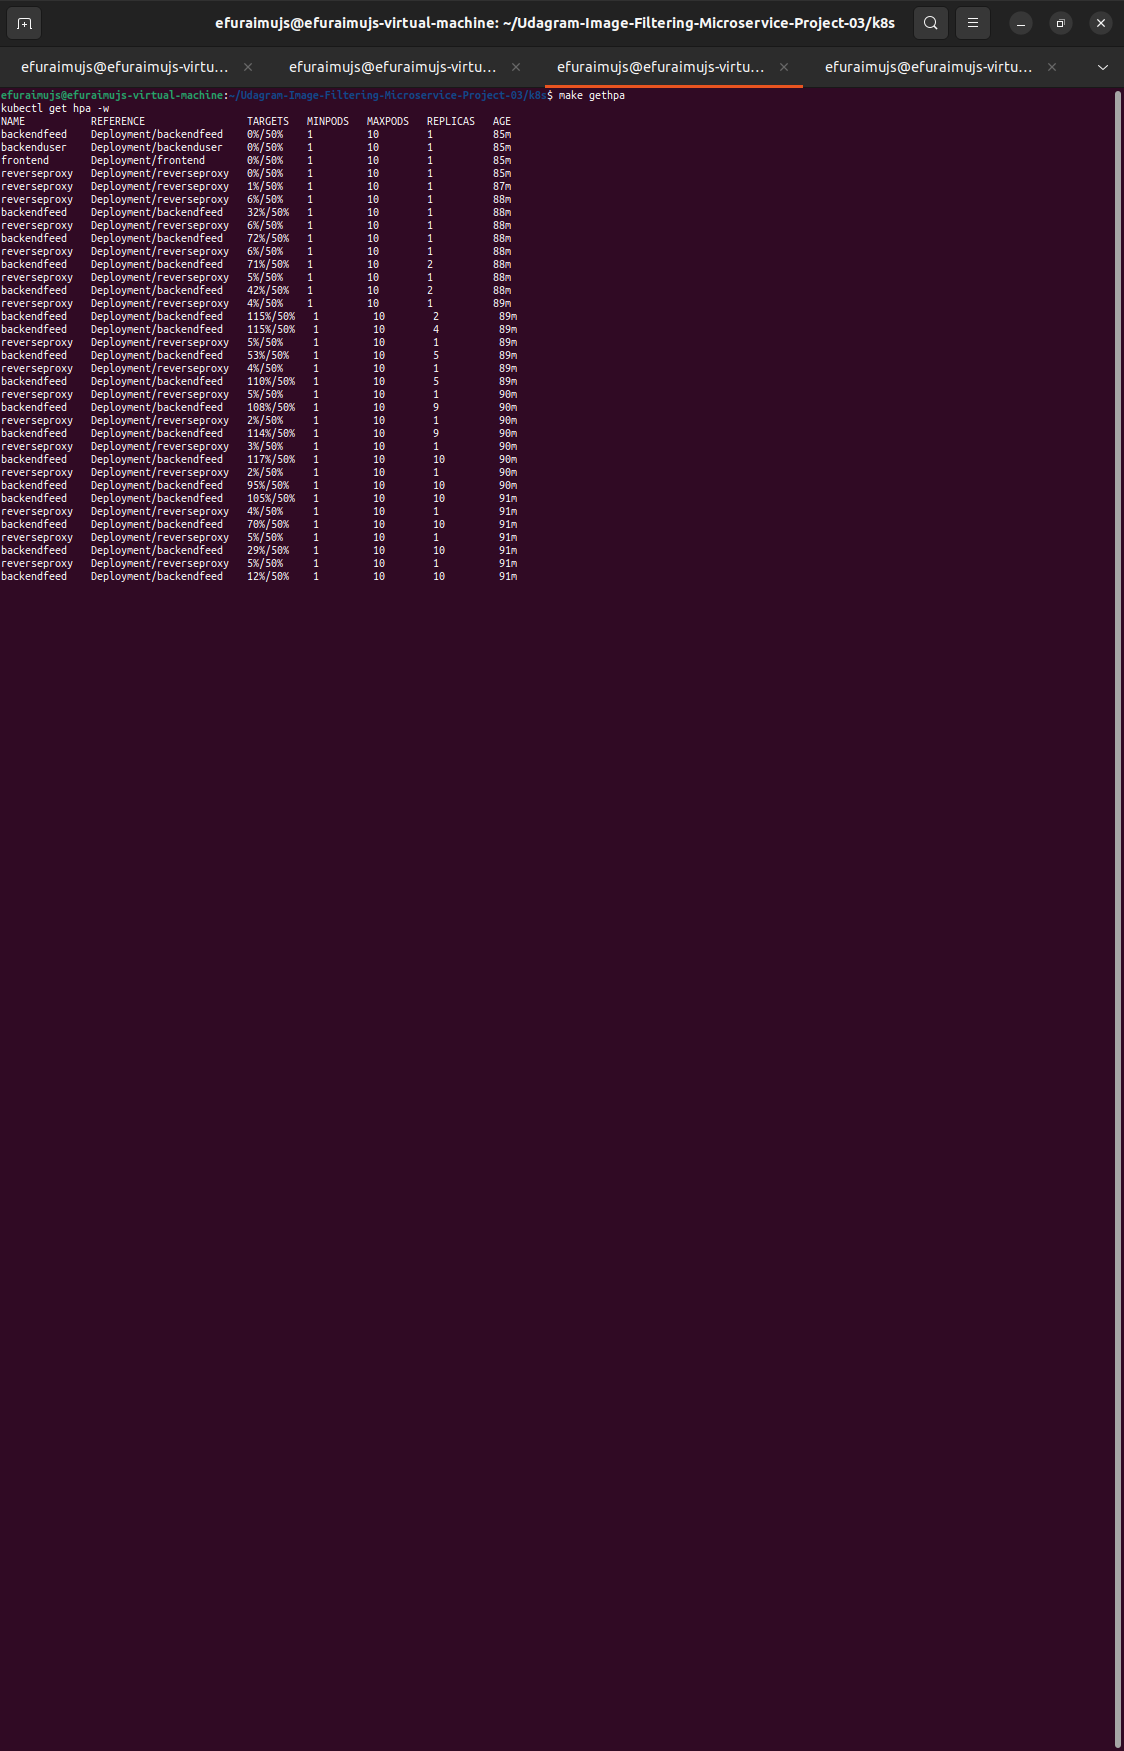 efuraimujs@efuraimujs-virtual-machine: ~/Udagram-Image-Filtering-Microservice-Project-03/k8s
efuraimujs@efuraimujs-virtu... efuraimujs@efuraimujs-virtu... efuraimujs@efuraimujs-virtu... efuraimujs@efuraimujs-virtu...
efuraimujs@efuraimujs-virtual-machine:~/Udagram-Image-Filtering-Microservice-Project-03/k8s$ make gethpa
kubectl get hpa -w
NAME REFERENCE TARGETS MINPODS MAXPODS REPLICAS AGE
backendfeed Deployment/backendfeed 0%/50% 1 10 1 85m
backenduser Deployment/backenduser 0%/50% 1 10 1 85m
frontend Deployment/frontend 0%/50% 1 10 1 85m
reverseproxy Deployment/reverseproxy 0%/50% 1 10 1 85m
reverseproxy Deployment/reverseproxy 1%/50% 1 10 1 87m
reverseproxy Deployment/reverseproxy 6%/50% 1 10 1 88m
backendfeed Deployment/backendfeed 32%/50% 1 10 1 88m
reverseproxy Deployment/reverseproxy 6%/50% 1 10 1 88m
backendfeed Deployment/backendfeed 72%/50% 1 10 1 88m
reverseproxy Deployment/reverseproxy 6%/50% 1 10 1 88m
backendfeed Deployment/backendfeed 71%/50% 1 10 2 88m
reverseproxy Deployment/reverseproxy 5%/50% 1 10 1 88m
backendfeed Deployment/backendfeed 42%/50% 1 10 2 88m
reverseproxy Deployment/reverseproxy 4%/50% 1 10 1 89m
backendfeed Deployment/backendfeed 115%/50% 1 10 2 89m
backendfeed Deployment/backendfeed 115%/50% 1 10 4 89m
reverseproxy Deployment/reverseproxy 5%/50% 1 10 1 89m
backendfeed Deployment/backendfeed 53%/50% 1 10 5 89m
reverseproxy Deployment/reverseproxy 4%/50% 1 10 1 89m
backendfeed Deployment/backendfeed 110%/50% 1 10 5 89m
reverseproxy Deployment/reverseproxy 5%/50% 1 10 1 90m
backendfeed Deployment/backendfeed 108%/50% 1 10 9 90m
reverseproxy Deployment/reverseproxy 2%/50% 1 10 1 90m
backendfeed Deployment/backendfeed 114%/50% 1 10 9 90m
reverseproxy Deployment/reverseproxy 3%/50% 1 10 1 90m
backendfeed Deployment/backendfeed 117%/50% 1 10 10 90m
reverseproxy Deployment/reverseproxy 2%/50% 1 10 1 90m
backendfeed Deployment/backendfeed 95%/50% 1 10 10 90m
backendfeed Deployment/backendfeed 105%/50% 1 10 10 91m
reverseproxy Deployment/reverseproxy 4%/50% 1 10 1 91m
backendfeed Deployment/backendfeed 70%/50% 1 10 10 91m
reverseproxy Deployment/reverseproxy 5%/50% 1 10 1 91m
backendfeed Deployment/backendfeed 29%/50% 1 10 10 91m
reverseproxy Deployment/reverseproxy 5%/50% 1 10 1 91m
backendfeed Deployment/backendfeed 12%/50% 1 10 10 91m